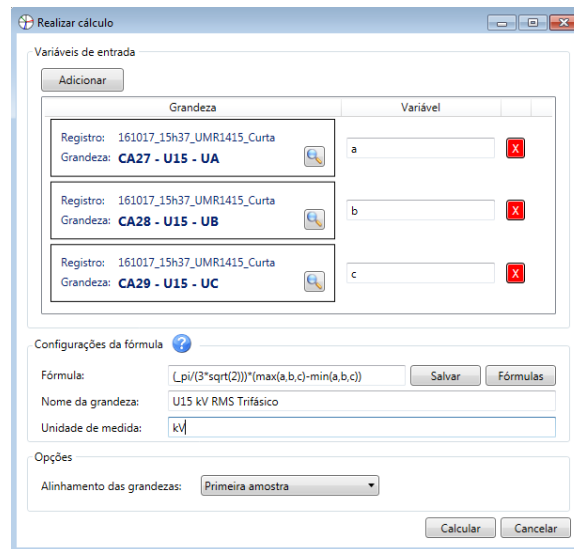 Realizar cálculo
Variáveis de entrada
Adicionar
Grandeza Variável
Registro: 161017_15h37_UMR1415_Curta
Grandeza: CA27 - U15 - UA
a
X
Registro: 161017_15h37_UMR1415_Curta
Grandeza: CA28 - U15 - UB
b
X
Registro: 161017_15h37_UMR1415_Curta
Grandeza: CA29 - U15 - UC
c
X
Configurações da fórmula ?
Fórmula: (_pi/(3*sqrt(2)))*(max(a,b,c)-min(a,b,c)) Salvar Fórmulas
Nome da grandeza: U15 kV RMS Trifásico
Unidade de medida: kV
Opções
Alinhamento das grandezas: Primeira amostra
Calcular Cancelar